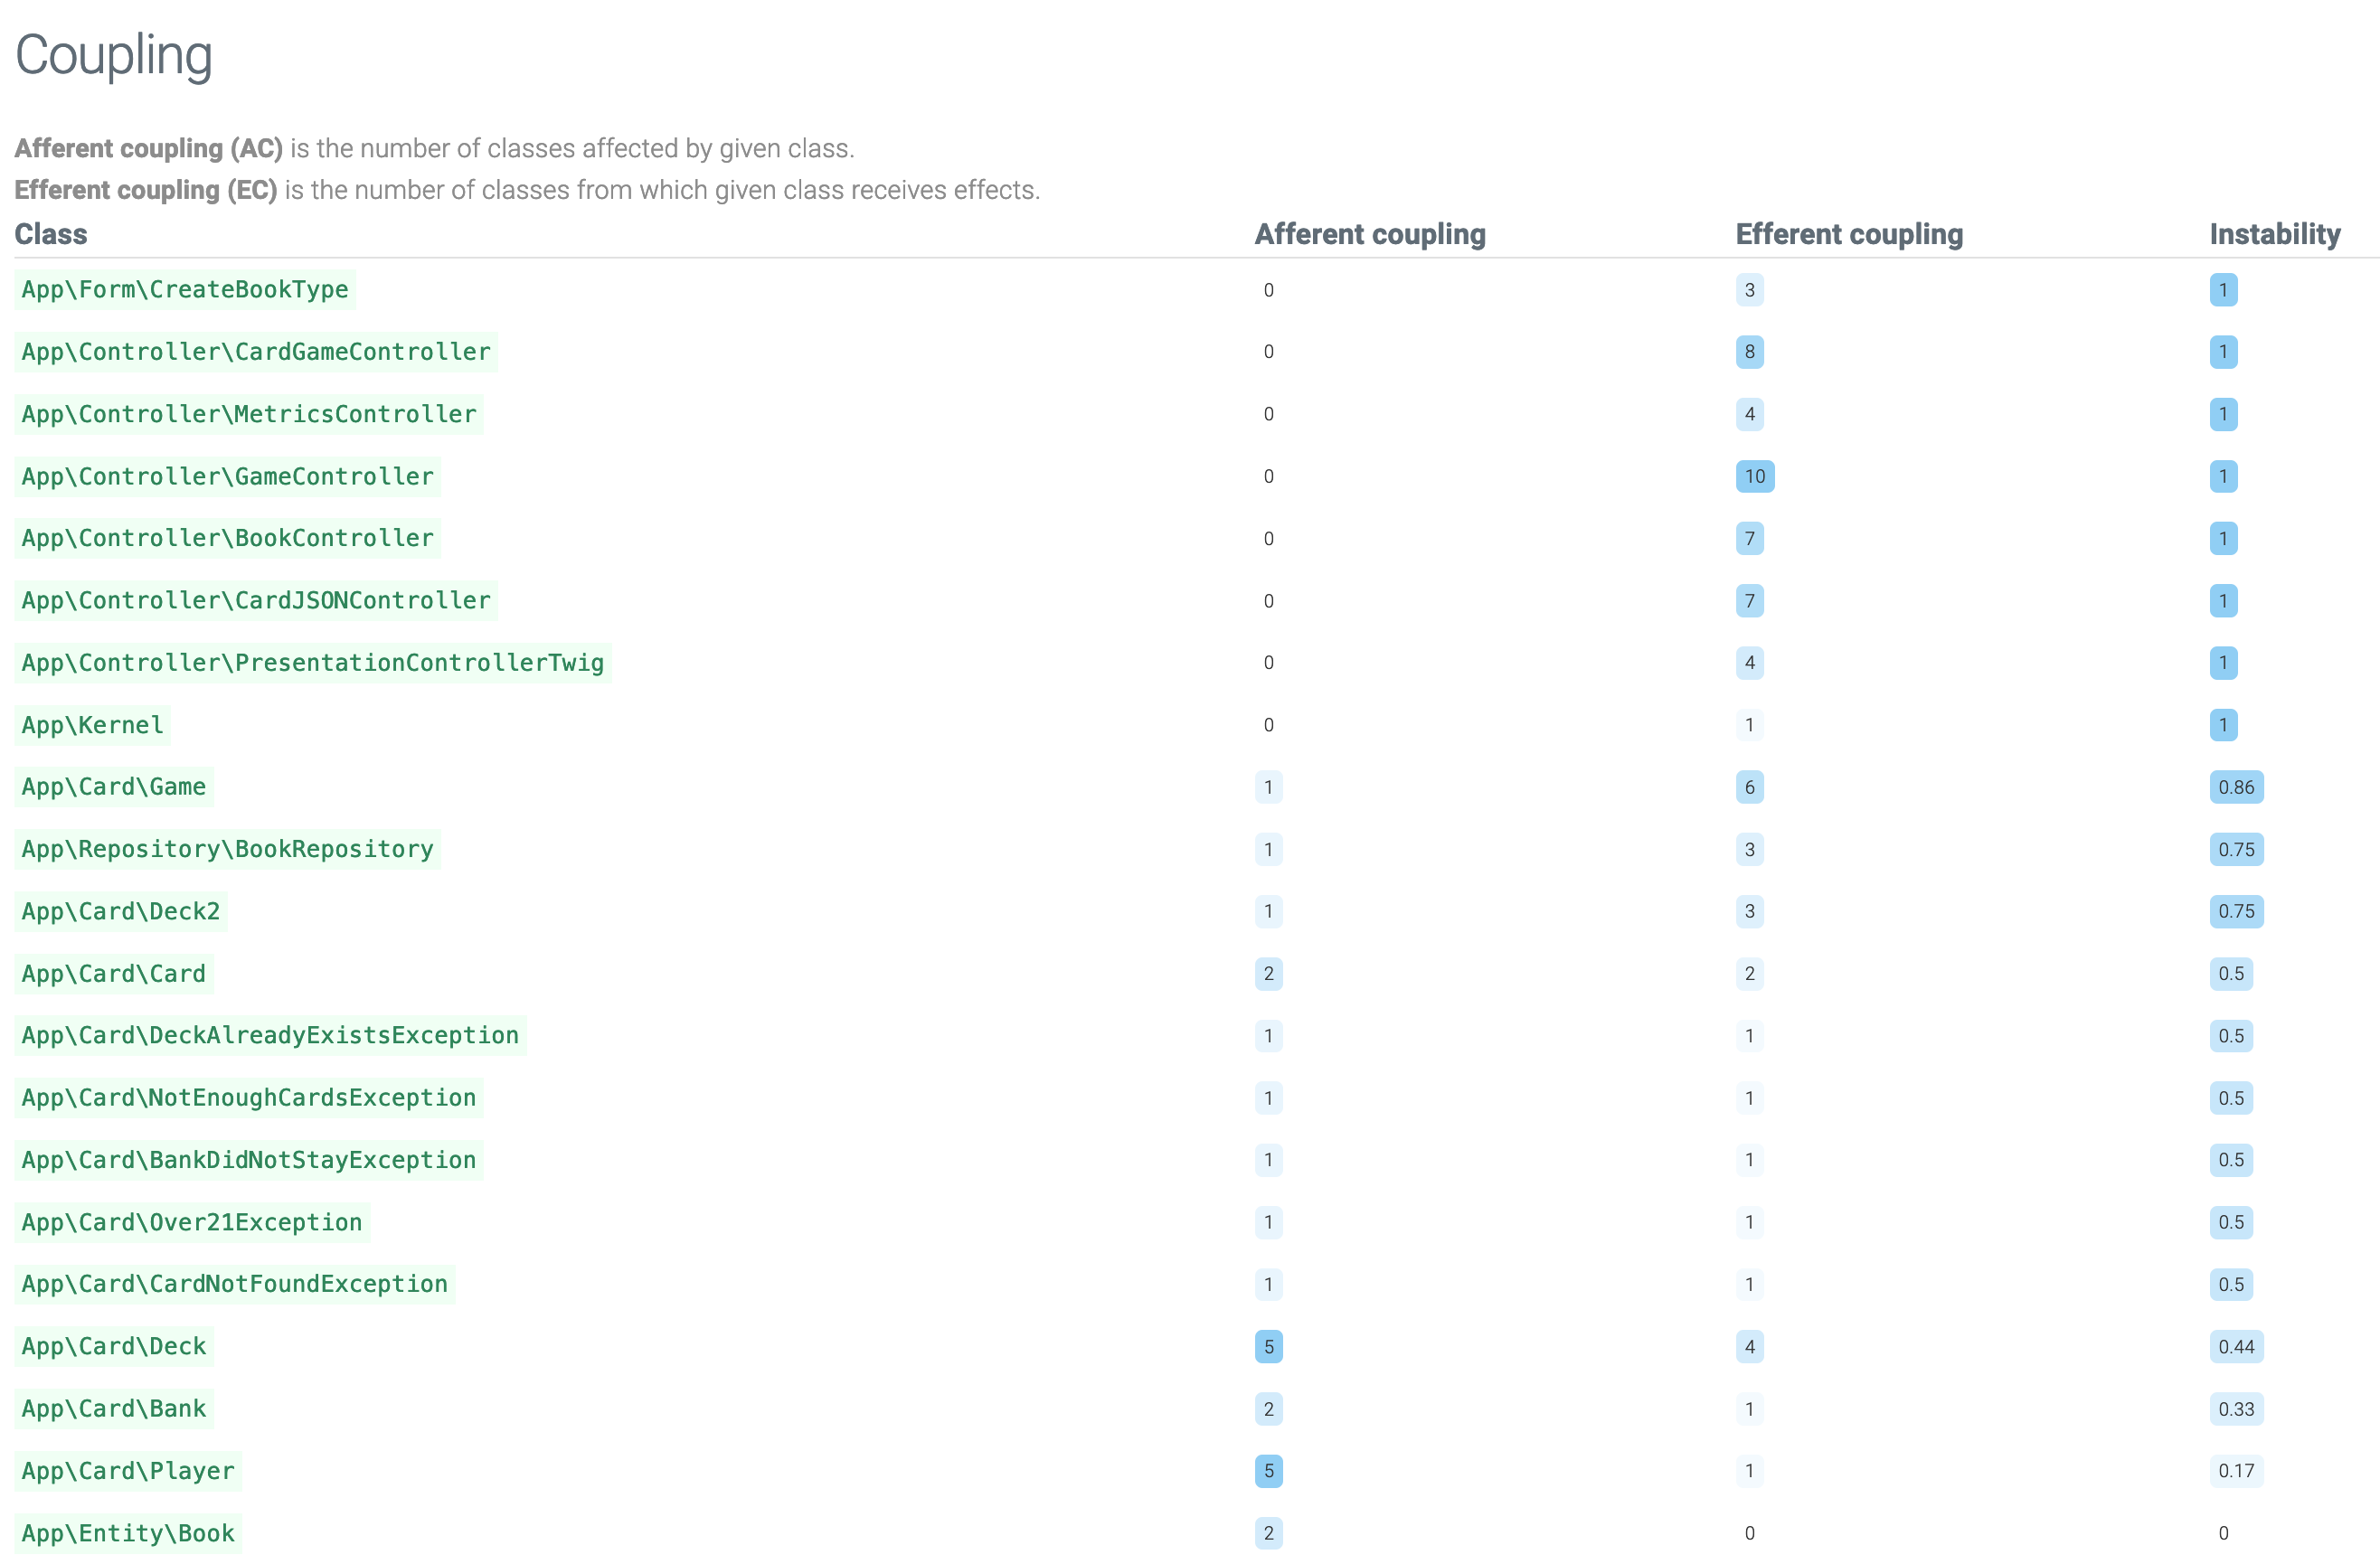 Coupling
Afferent coupling (AC) is the number of classes affected by given class.
Efferent coupling (EC) is the number of classes from which given class receives effects.
Class Afferent coupling Efferent coupling Instability
App\Form\CreateBookType 0 3 1
App\Controller\CardGameController 0 8 1
App\Controller\MetricsController 0 4 1
App\Controller\GameController 0 10 1
App\Controller\BookController 0 7 1
App\Controller\CardJSONController 0 7 1
App\Controller\PresentationControllerTwig 0 4 1
App\Kernel 0 1 1
App\Card\Game 1 6 0.86
App\Repository\BookRepository 1 3 0.75
App\Card\Deck2 1 3 0.75
App\Card\Card 2 2 0.5
App\Card\DeckAlreadyExistsException 1 1 0.5
App\Card\NotEnoughCardsException 1 1 0.5
App\Card\BankDidNotStayException 1 1 0.5
App\Card\Over21Exception 1 1 0.5
App\Card\CardNotFoundException 1 1 0.5
App\Card\Deck 5 4 0.44
App\Card\Bank 2 1 0.33
App\Card\Player 5 1 0.17
App\Entity\Book 2 0 0